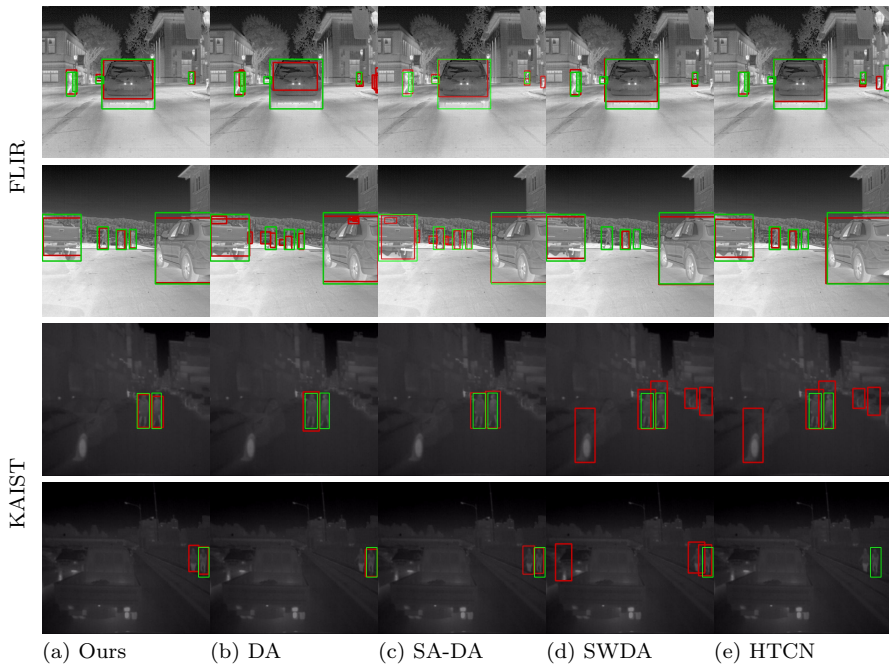 FLIR
KAIST
(a) Ours
(b) DA
(c) SA-DA
(d) SWDA
(e) HTCN